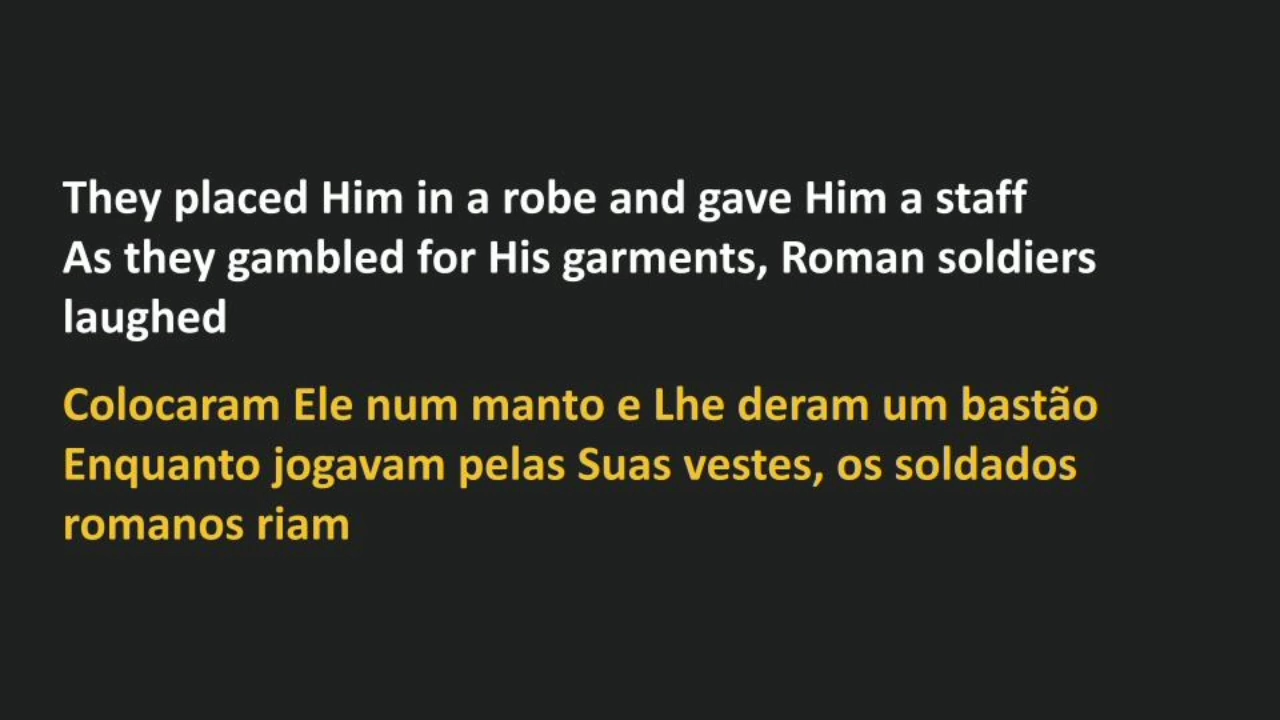 They placed Him in a robe and gave Him a staff
As they gambled for His garments, Roman soldiers
laughed
Colocaram Ele num manto e Lhe deram um bastão
Enquanto jogavam pelas Suas vestes, os soldados
romanos riam